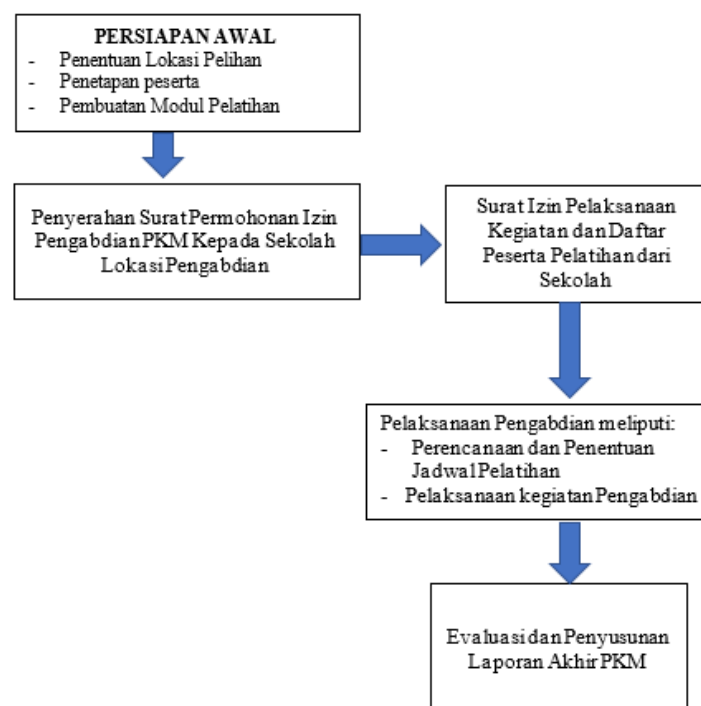 PERSIAPAN AWAL
- Penentuan Lokasi Pelihan
- Penetapan peserta
- Pembuatan Modul Pelatihan
Penyerahan Surat Permohonan Izin
Pengabdian PKM Kepada Sekolah
Lokasi Pengabdian
Surat Izin Pelaksanaan
Kegiatan dan Daftar
Peserta Pelatihan dari
Sekolah
Pelaksanaan Pengabdian meliputi:
- Perencanaan dan Penentuan
Jadwal Pelatihan
- Pelaksanaan kegiatan Pengabdian
Evaluasi dan Penyusunan
Laporan Akhir PKM